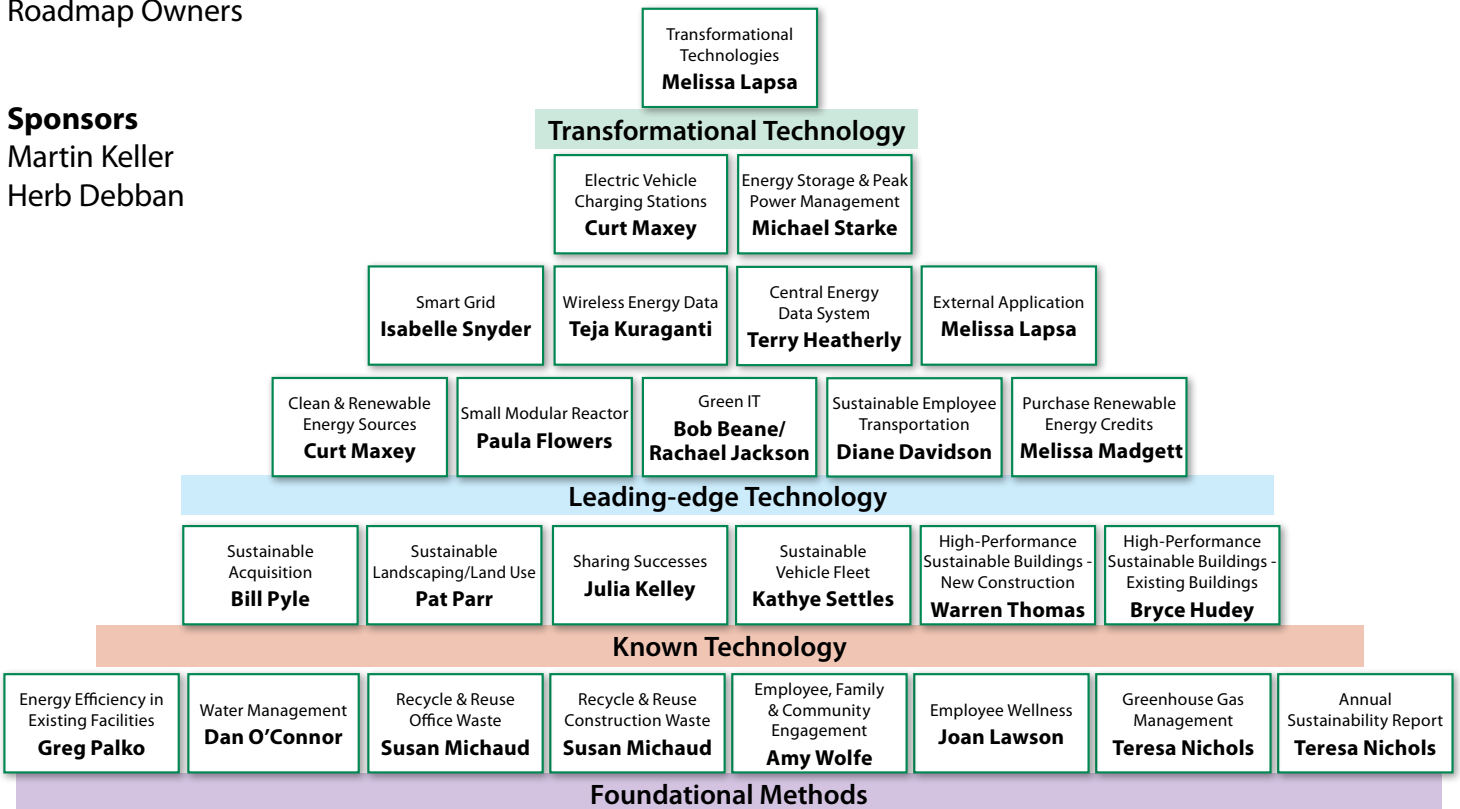 Roadmap Owners
Sponsors
Martin Keller
Herb Debban
Transformational
Technologies
Melissa Lapsa
Transformational Technology
Electric Vehicle
Charging Stations
Curt Maxey
Energy Storage & Peak
Power Management
Michael Starke
Smart Grid
Isabelle Snyder
Wireless Energy Data
Teja Kuraganti
Central Energy
Data System
Terry Heatherly
External Application
Melissa Lapsa
Clean & Renewable
Energy Sources
Curt Maxey
Small Modular Reactor
Paula Flowers
Green IT
Bob Beane/
Rachael Jackson
Sustainable Employee
Transportation
Diane Davidson
Purchase Renewable
Energy Credits
Melissa Madgett
Leading-edge Technology
Sustainable
Acquisition
Bill Pyle
Sustainable
Landscaping/Land Use
Pat Parr
Sharing Successes
Julia Kelley
Sustainable
Vehicle Fleet
Kathye Settles
High-Performance
Sustainable Buildings -
New Construction
Warren Thomas
High-Performance
Sustainable Buildings -
Existing Buildings
Bryce Hudey
Known Technology
Energy Efficiency in
Existing Facilities
Greg Palko
Water Management
Dan O’Connor
Recycle & Reuse
Office Waste
Susan Michaud
Recycle & Reuse
Construction Waste
Susan Michaud
Employee, Family
& Community
Engagement
Amy Wolfe
Employee Wellness
Joan Lawson
Greenhouse Gas
Management
Teresa Nichols
Annual
Sustainability Report
Teresa Nichols
Foundational Methods